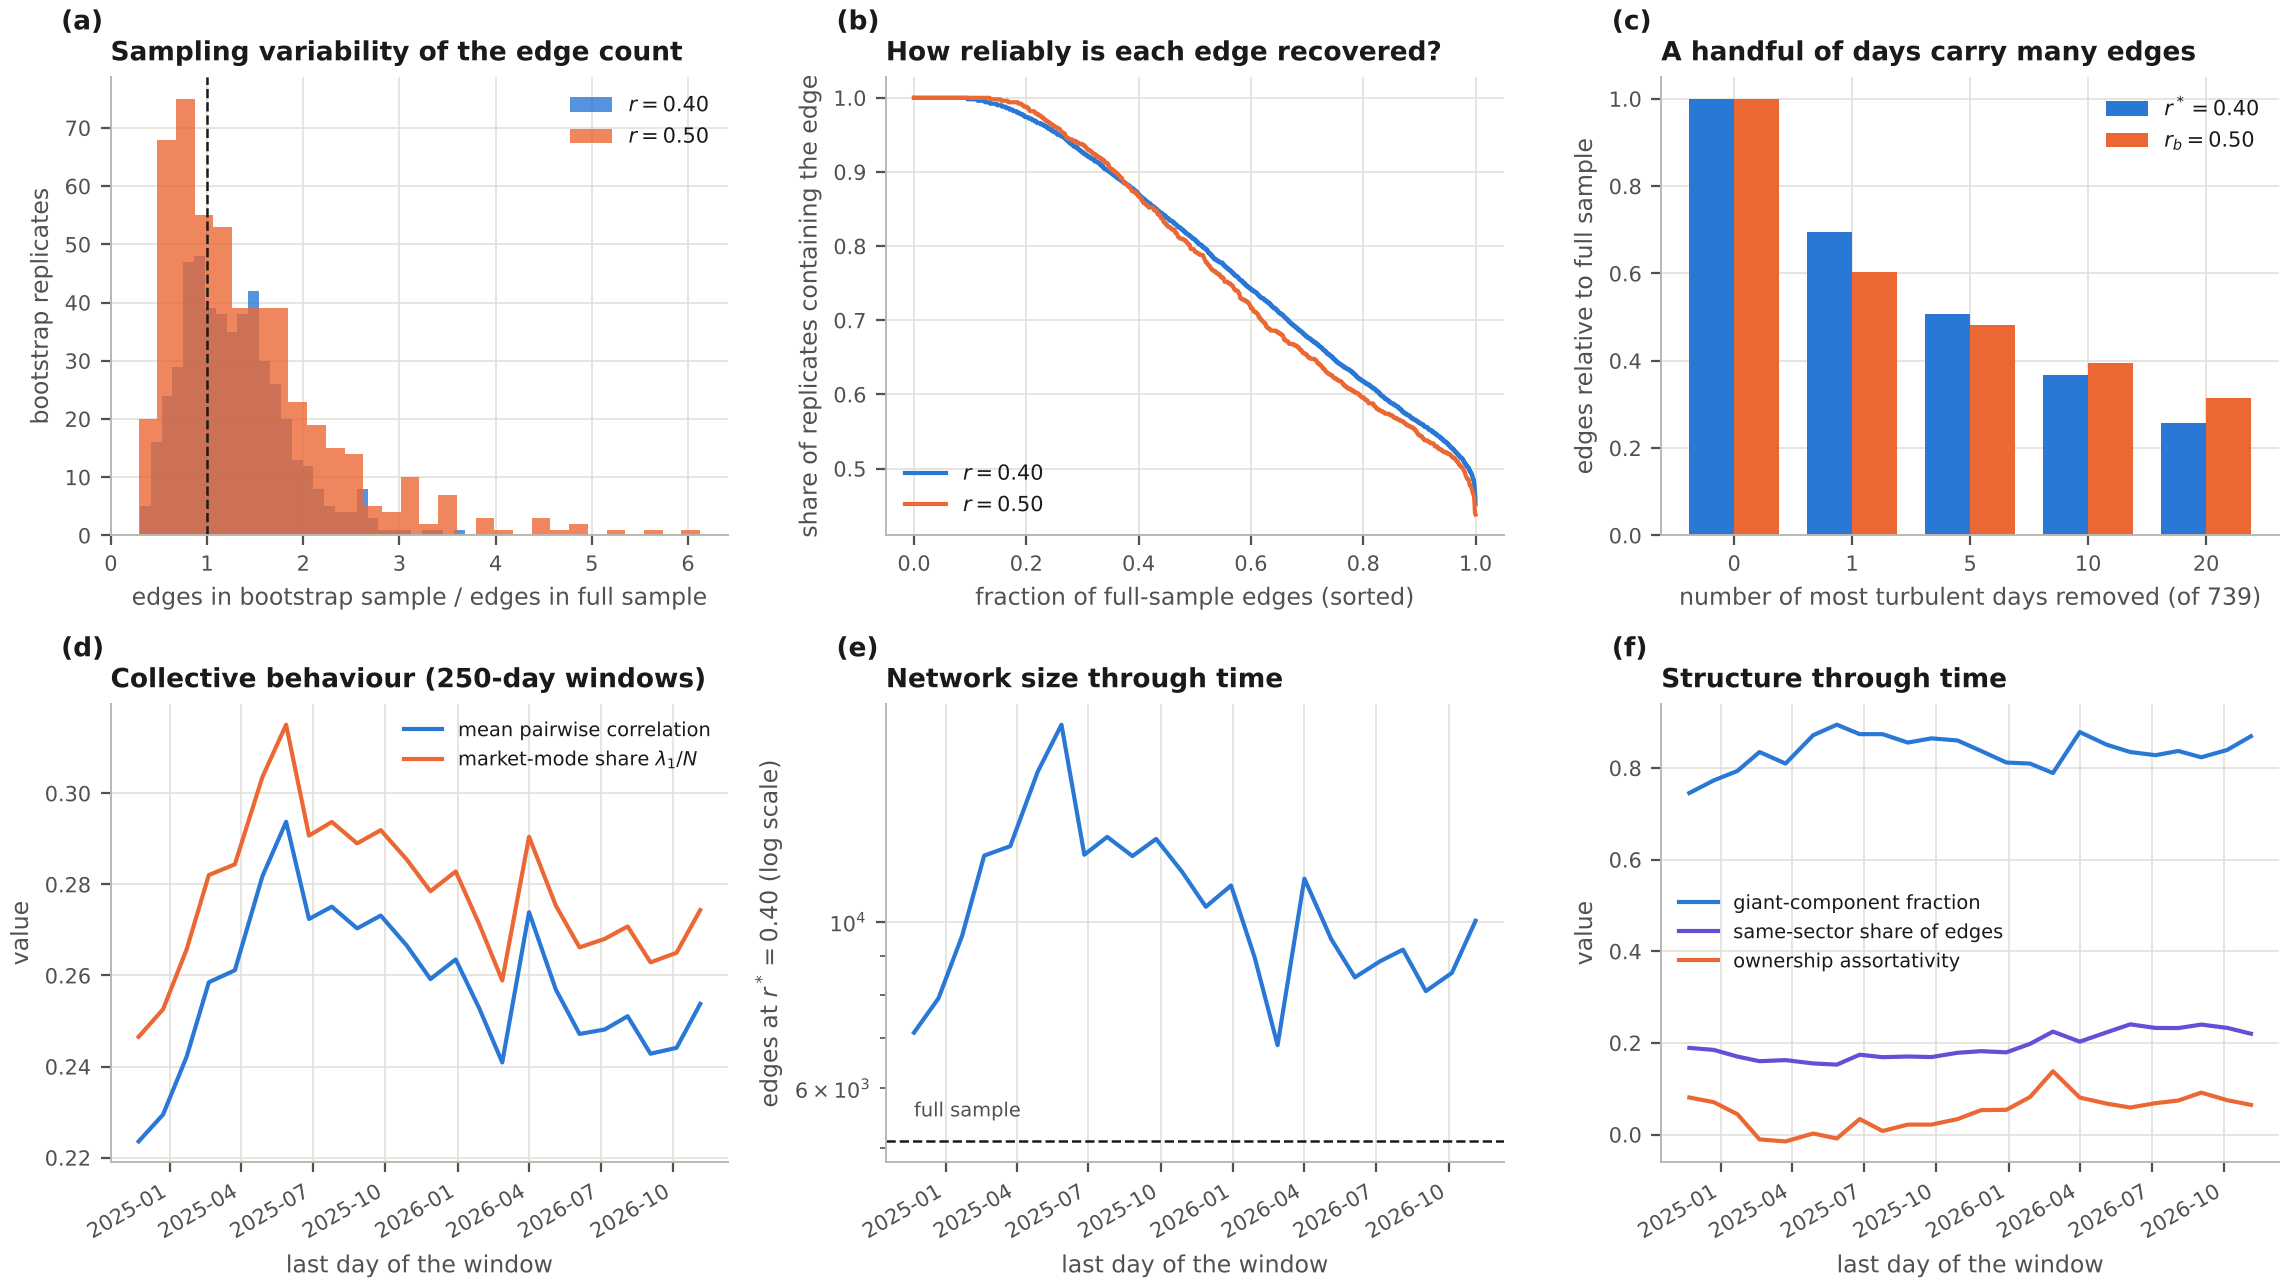 (a)
Sampling variability of the edge count
r = 0.40
r = 0.50
bootstrap replicates
70
60
50
40
30
20
10
0
0 1 2 3 4 5 6
edges in bootstrap sample / edges in full sample
(b)
How reliably is each edge recovered?
share of replicates containing the edge
1.0
0.9
0.8
0.7
0.6
0.5
r = 0.40
r = 0.50
0.0 0.2 0.4 0.6 0.8 1.0
fraction of full-sample edges (sorted)
(c)
A handful of days carry many edges
r* = 0.40
r_b = 0.50
edges relative to full sample
1.0
0.8
0.6
0.4
0.2
0.0
0 1 5 10 20
number of most turbulent days removed (of 739)
(d)
Collective behaviour (250-day windows)
mean pairwise correlation
market-mode share λ₁/N
value
0.30
0.28
0.26
0.24
0.22
2025-01 2025-04 2025-07 2025-10 2026-01 2026-04 2026-07 2026-10
last day of the window
(e)
Network size through time
edges at r* = 0.40 (log scale)
10⁴
6 × 10³
full sample
2025-01 2025-04 2025-07 2025-10 2026-01 2026-04 2026-07 2026-10
last day of the window
(f)
Structure through time
value
0.8
0.6
0.4
0.2
0.0
giant-component fraction
same-sector share of edges
ownership assortativity
2025-01 2025-04 2025-07 2025-10 2026-01 2026-04 2026-07 2026-10
last day of the window